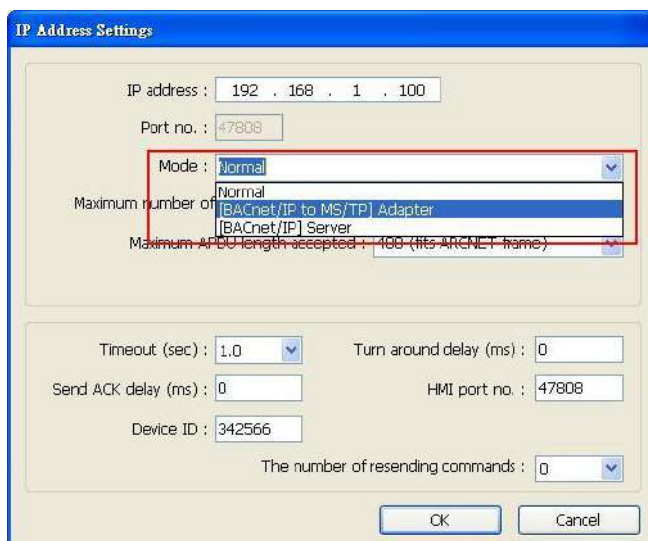 IP Address Settings
IP address : 192 . 168 . 1 . 100
Port no. : 47808
Mode : Normal
Normal
Maximum number of
[BACnet/IP to MS/TP] Adapter
[BACnet/IP] Server
Maximum APDU length accepted : 480 (fits ARCNET frame)
Timeout (sec) : 1.0
Turn around delay (ms) : 0
Send ACK delay (ms) : 0
HMI port no. : 47808
Device ID : 342566
The number of resending commands : 0
OK
Cancel